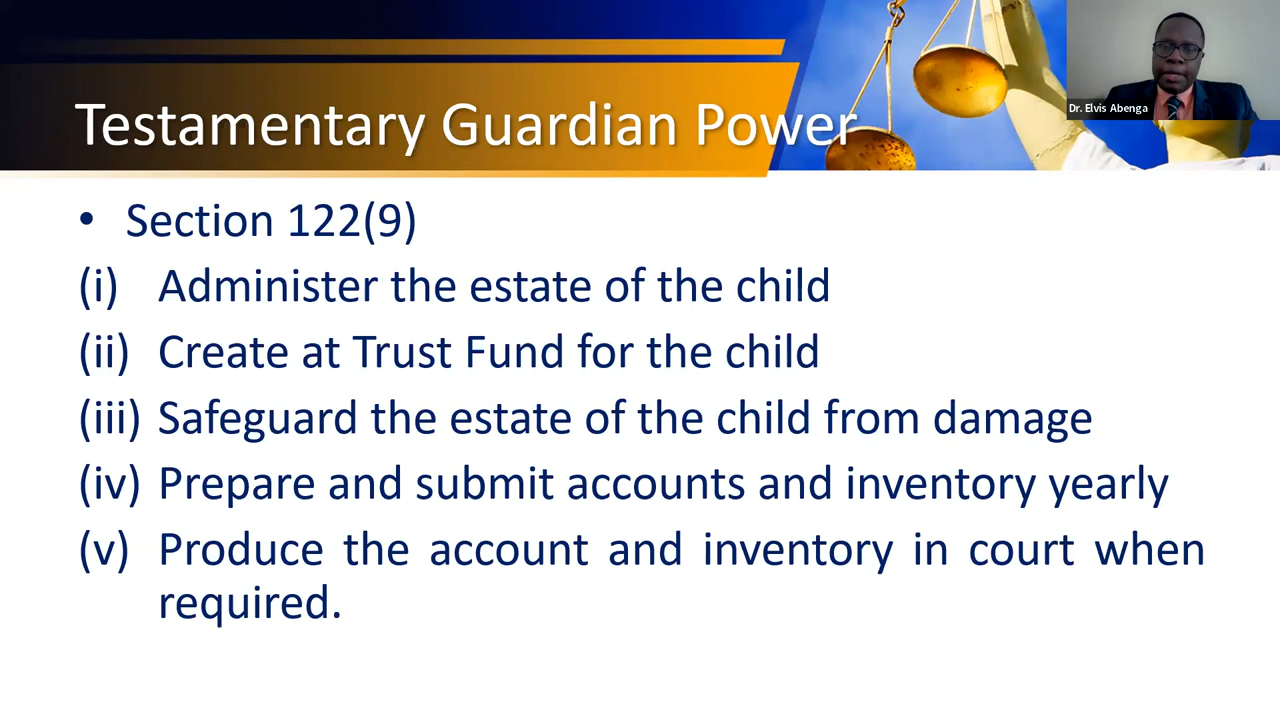 Testamentary Guardian Power
Dr. Elvis Abenga
• Section 122(9)
(i) Administer the estate of the child
(ii) Create at Trust Fund for the child
(iii) Safeguard the estate of the child from damage
(iv) Prepare and submit accounts and inventory yearly
(v) Produce the account and inventory in court when
required.